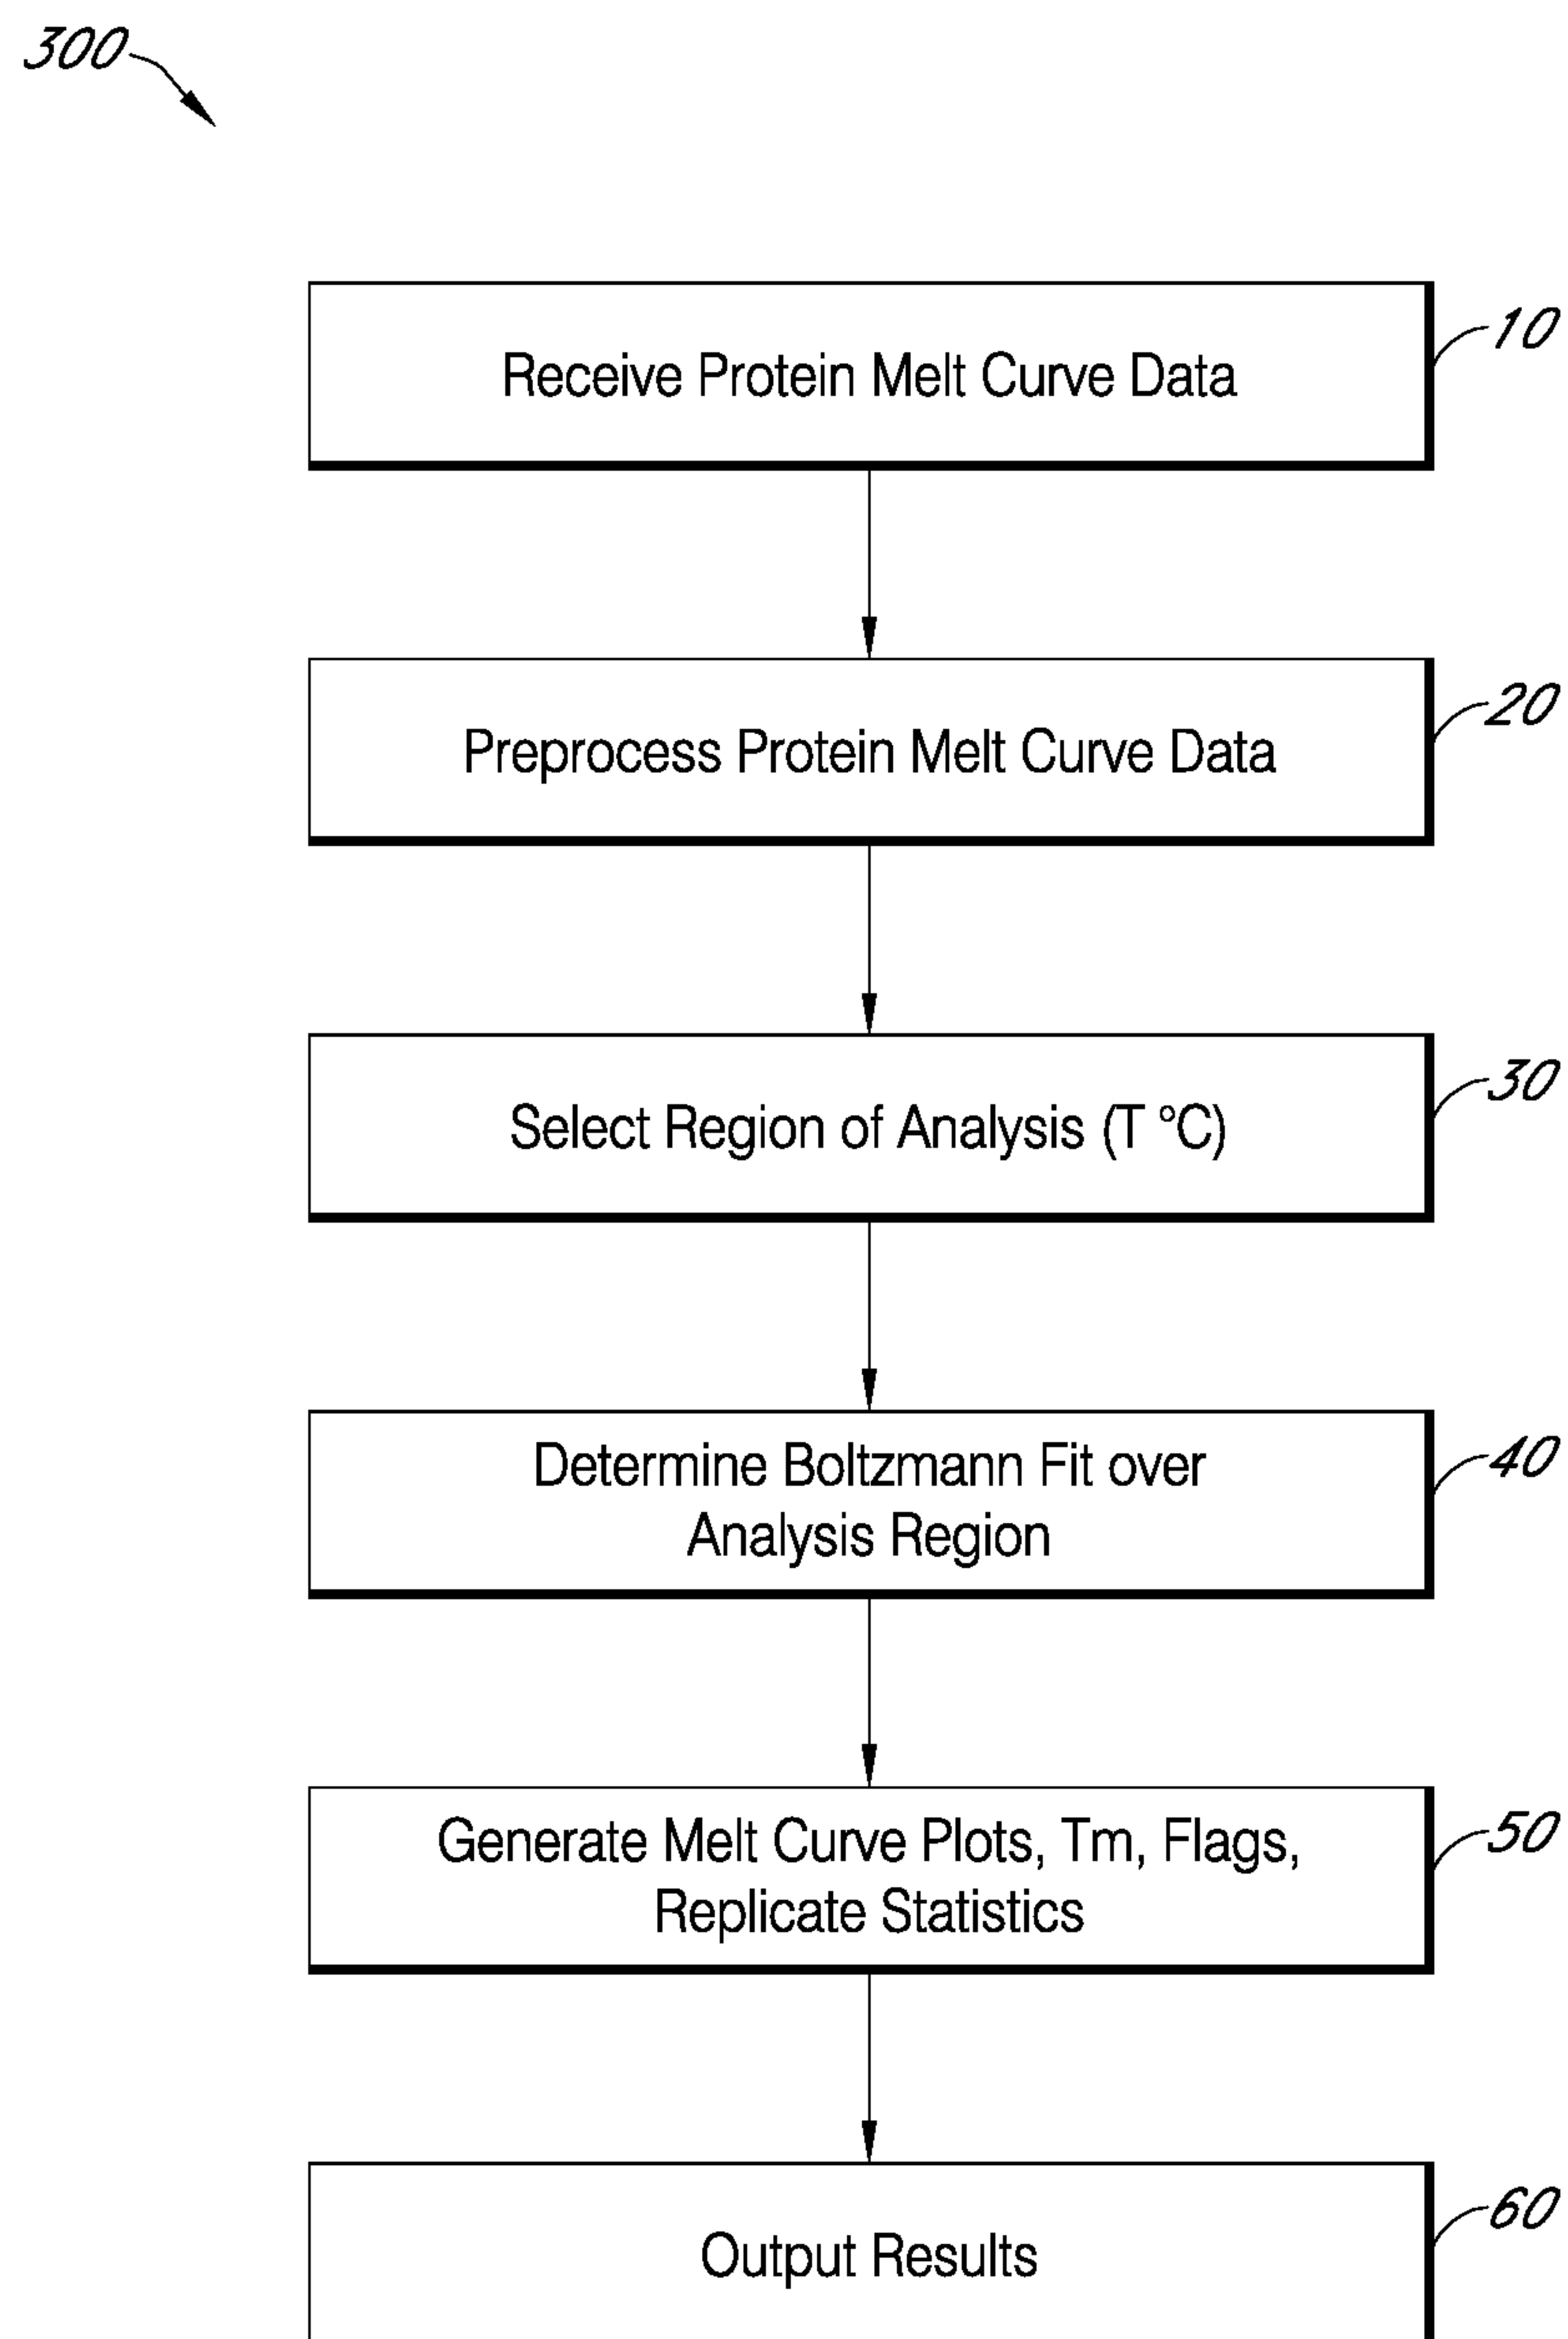 300
Receive Protein Melt Curve Data
10
Preprocess Protein Melt Curve Data
20
Select Region of Analysis (T °C)
30
Determine Boltzmann Fit over
Analysis Region
40
Generate Melt Curve Plots, Tm, Flags,
Replicate Statistics
50
Output Results
60